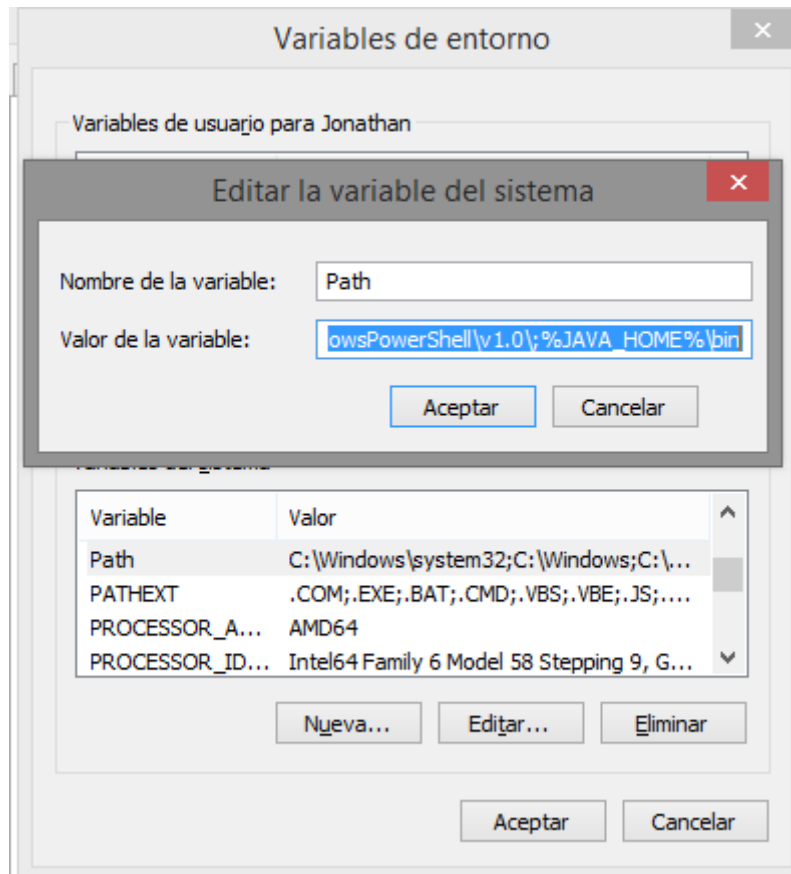 Variables de entorno
Variables de usuario para Jonathan
Editar la variable del sistema
Nombre de la variable: Path
Valor de la variable: owsPowerShell\v1.0\;%JAVA_HOME%\bin
Aceptar Cancelar
Variable Valor
Path C:\Windows\system32;C:\Windows;C:\...
PATHEXT .COM;.EXE;.BAT;.CMD;.VBS;.VBE;.JS;....
PROCESSOR_A... AMD64
PROCESSOR_ID... Intel64 Family 6 Model 58 Stepping 9, G...
Nueva... Editar... Eliminar
Aceptar Cancelar